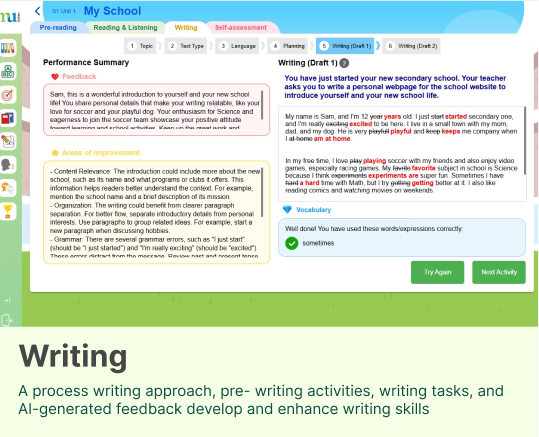 S1 Unit 1 My School
Pre-reading Reading & Listening Writing Self-assessment
1 Topic 2 Text Type 3 Language 4 Planning 5 Writing (Draft 1) 6 Writing (Draft 2)
Performance Summary
Feedback
Sam, this is a wonderful introduction to yourself and your new school
life! You share personal details that make your writing relatable, like your
love for soccer and your playful dog. Your enthusiasm for Science and
eagerness to join the soccer team showcase your positive attitude
toward learning and school activities. Keep up the great work and
Areas of improvement
- Content Relevance: The introduction could include more about the new
school, such as its name and what programs or clubs it offers. This
information helps readers better understand the context. For example,
mention the school name and a brief description of its mission.
- Organization: The writing could benefit from clearer paragraph
separation. For better flow, separate introductory details from personal
interests. Use paragraphs to group related ideas. For example, start a
new paragraph when discussing hobbies.
- Grammar: There are several grammar errors, such as "I just start"
(should be "I just started") and "I'm really exciting" (should be "excited").
These errors distract from the message. Review past and present tense
Writing (Draft 1) ?
You have just started your new secondary school. Your teacher
asks you to write a personal webpage for the school website to
introduce yourself and your new school life.
My name is Sam, and I'm 12 year years old. I just start started secondary one,
and I'm really exciting excited to be here. I live in a small town with my mom,
dad, and my dog. He is very playfull playful and keep keeps me company when
I at home am at home.
In my free time, I love play playing soccer with my friends and also enjoy video
games, especially racing games. My favrite favorite subject in school is Science
because I think experiments experiments are super fun. Sometimes I have
hard a hard time with Math, but I try getting getting better at it. I also like
reading comics and watching movies on weekends.
Vocabulary
Well done! You have used these words/expressions correctly:
sometimes
Try Again Next Activity
Writing
A process writing approach, pre- writing activities, writing tasks, and
AI-generated feedback develop and enhance writing skills